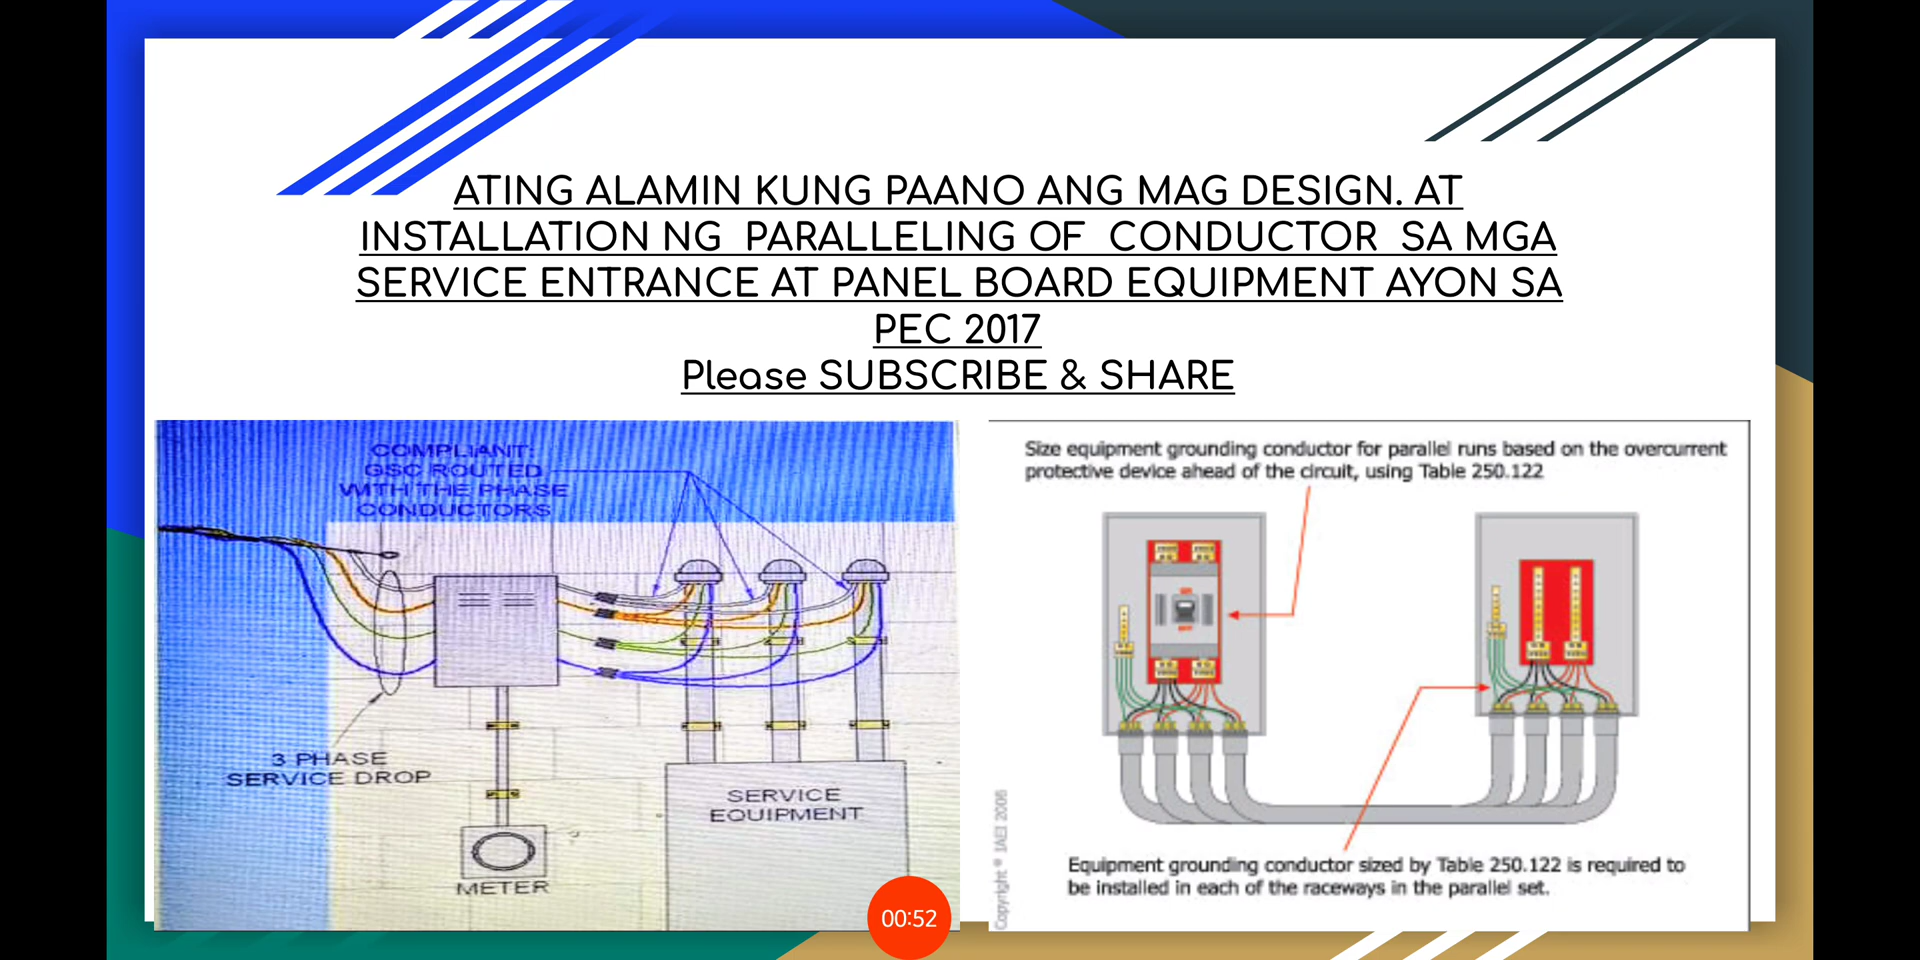 ATING ALAMIN KUNG PAANO ANG MAG DESIGN. AT
INSTALLATION NG PARALLELING OF CONDUCTOR SA MGA
SERVICE ENTRANCE AT PANEL BOARD EQUIPMENT AYON SA
PEC 2017
Please SUBSCRIBE & SHARE
COMPLIANT:
GSC ROUTED
WITH THE PHASE
CONDUCTORS
3 PHASE
SERVICE DROP
METER
SERVICE
EQUIPMENT
00:52
Size equipment grounding conductor for parallel runs based on the overcurrent
protective device ahead of the circuit, using Table 250.122
Equipment grounding conductor sized by Table 250.122 is required to
be installed in each of the raceways in the parallel set.
Copyright © IAEI 2006